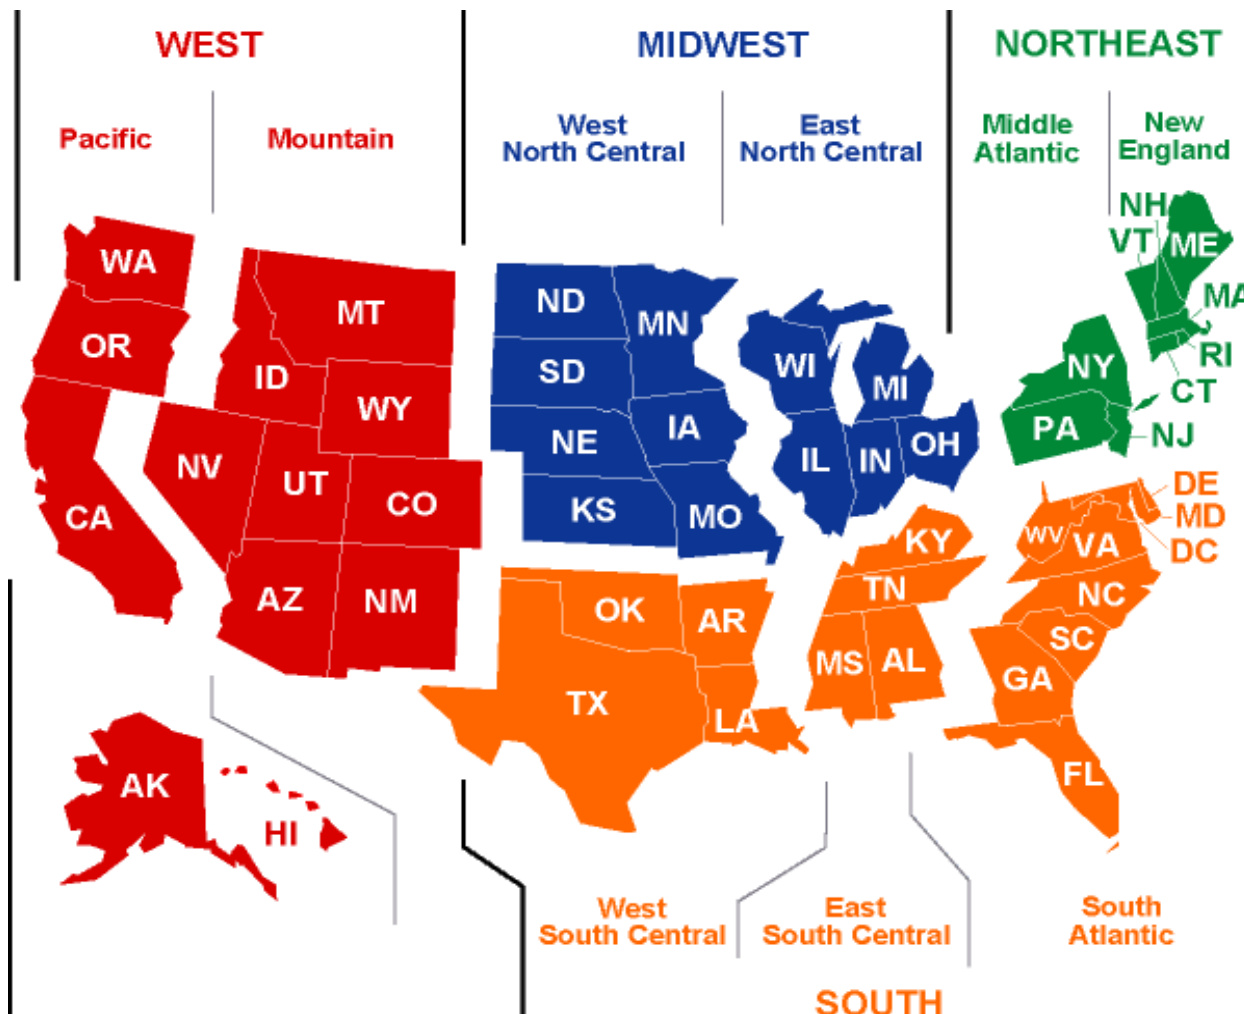 WEST
MIDWEST
NORTHEAST
Pacific
Mountain
West
North Central
East
North Central
Middle
Atlantic
New
England
WA
OR
CA
NV
ID
MT
WY
UT
CO
AZ
NM
AK
HI
ND
SD
NE
KS
MN
IA
MO
WI
MI
IL
IN
OH
NH
VT
ME
MA
RI
CT
NY
PA
NJ
DE
MD
DC
WV
VA
NC
SC
GA
FL
KY
TN
MS
AL
OK
AR
TX
LA
West
South Central
East
South Central
South
Atlantic
SOUTH